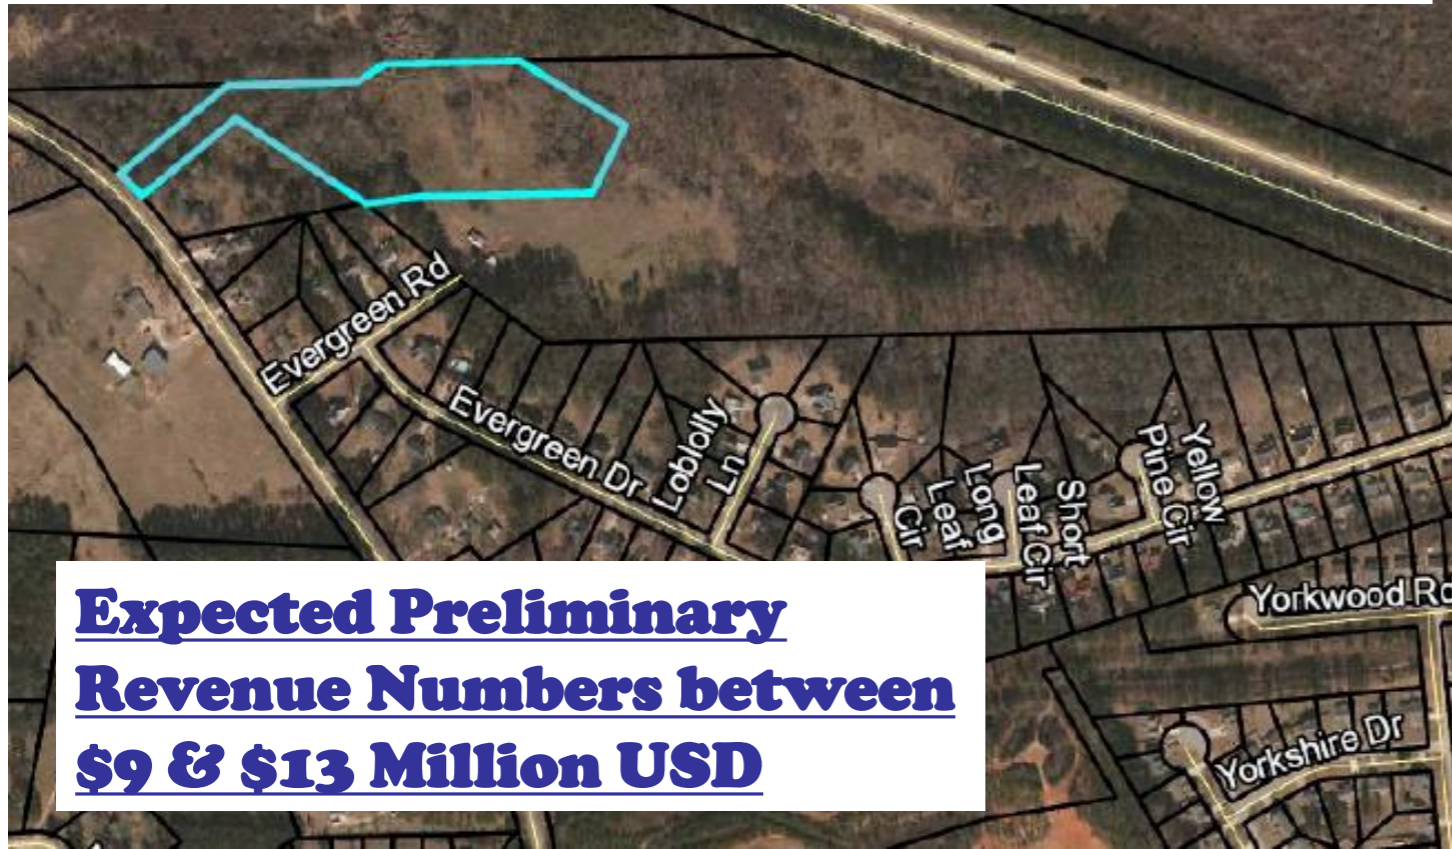 Evergreen Rd
Evergreen Dr
Loblolly
Ln
Long
Leaf
Cir
Short
Leaf Cir
Yellow
Pine Cir
Yorkwood Rd
Yorkshire Dr
Expected Preliminary
Revenue Numbers between
$9 & $13 Million USD